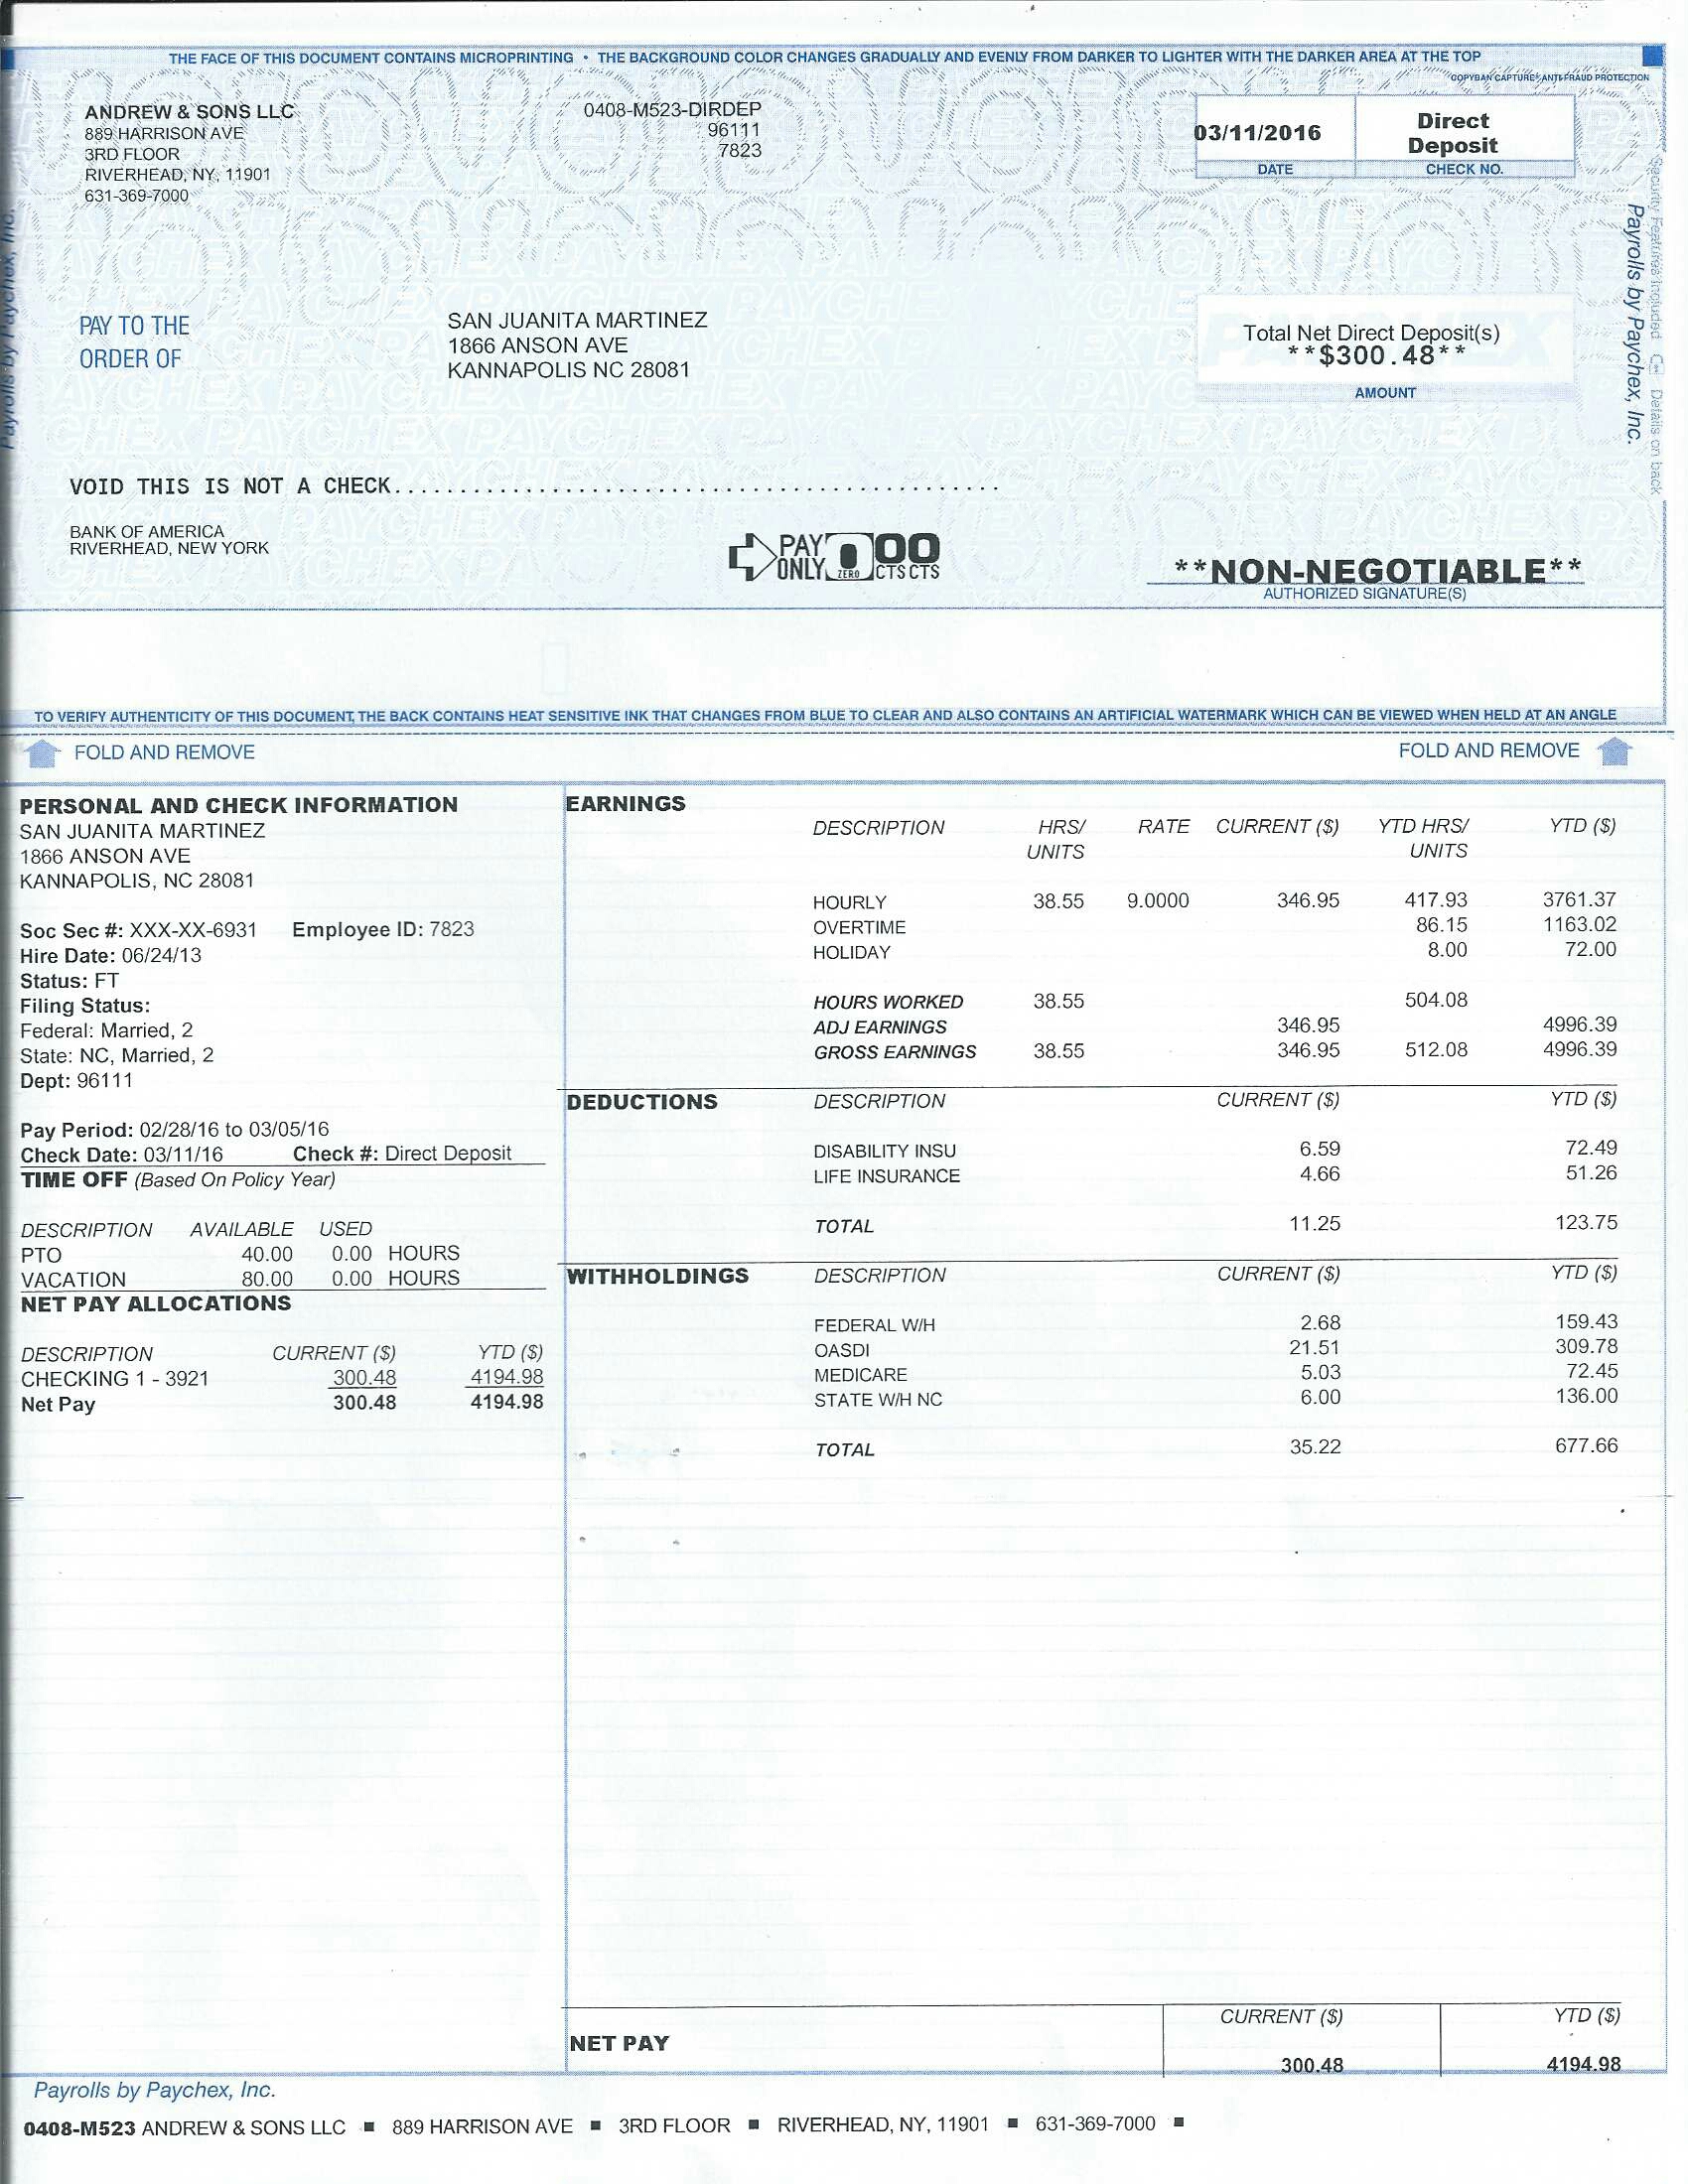 THE FACE OF THIS DOCUMENT CONTAINS MICROPRINTING • THE BACKGROUND COLOR CHANGES GRADUALLY AND EVENLY FROM DARKER TO LIGHTER WITH THE DARKER AREA AT THE TOP
COPYBAN CAPTURE® ANTI-FRAUD PROTECTION
ANDREW & SONS LLC
889 HARRISON AVE
3RD FLOOR
RIVERHEAD, NY, 11901
631-369-7000
0408-M523-DIRDEP
96111
7823
03/11/2016
DATE
Direct
Deposit
CHECK NO.
Payrolls by Paychex, Inc.
Payrolls by Paychex, Inc.
Security Features Included Details on back
PAY TO THE
ORDER OF
SAN JUANITA MARTINEZ
1866 ANSON AVE
KANNAPOLIS NC 28081
Total Net Direct Deposit(s)
**$300.48**
AMOUNT
VOID THIS IS NOT A CHECK...............................................
BANK OF AMERICA
RIVERHEAD, NEW YORK
PAY ONLY 0 ZERO 00 CTS CTS
**NON-NEGOTIABLE**
AUTHORIZED SIGNATURE(S)
TO VERIFY AUTHENTICITY OF THIS DOCUMENT, THE BACK CONTAINS HEAT SENSITIVE INK THAT CHANGES FROM BLUE TO CLEAR AND ALSO CONTAINS AN ARTIFICIAL WATERMARK WHICH CAN BE VIEWED WHEN HELD AT AN ANGLE
FOLD AND REMOVE FOLD AND REMOVE
PERSONAL AND CHECK INFORMATION
SAN JUANITA MARTINEZ
1866 ANSON AVE
KANNAPOLIS, NC 28081
Soc Sec #: XXX-XX-6931 Employee ID: 7823
Hire Date: 06/24/13
Status: FT
Filing Status:
Federal: Married, 2
State: NC, Married, 2
Dept: 96111
Pay Period: 02/28/16 to 03/05/16
Check Date: 03/11/16 Check #: Direct Deposit
TIME OFF (Based On Policy Year)
DESCRIPTION AVAILABLE USED
PTO 40.00 0.00 HOURS
VACATION 80.00 0.00 HOURS
NET PAY ALLOCATIONS
DESCRIPTION CURRENT ($) YTD ($)
CHECKING 1 - 3921 300.48 4194.98
Net Pay 300.48 4194.98
EARNINGS
DESCRIPTION HRS/ RATE CURRENT ($) YTD HRS/ YTD ($)
UNITS UNITS
HOURLY 38.55 9.0000 346.95 417.93 3761.37
OVERTIME 86.15 1163.02
HOLIDAY 8.00 72.00
HOURS WORKED 38.55 504.08
ADJ EARNINGS 346.95 4996.39
GROSS EARNINGS 38.55 346.95 512.08 4996.39
DEDUCTIONS DESCRIPTION CURRENT ($) YTD ($)
DISABILITY INSU 6.59 72.49
LIFE INSURANCE 4.66 51.26
TOTAL 11.25 123.75
WITHHOLDINGS DESCRIPTION CURRENT ($) YTD ($)
FEDERAL W/H 2.68 159.43
OASDI 21.51 309.78
MEDICARE 5.03 72.45
STATE W/H NC 6.00 136.00
TOTAL 35.22 677.66
CURRENT ($) YTD ($)
NET PAY
300.48 4194.98
Payrolls by Paychex, Inc.
0408-M523 ANDREW & SONS LLC ▪ 889 HARRISON AVE ▪ 3RD FLOOR ▪ RIVERHEAD, NY, 11901 ▪ 631-369-7000 ▪